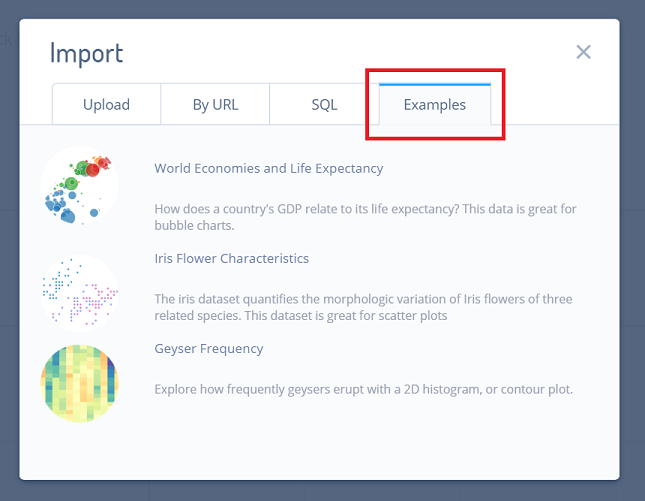 Import
Upload
By URL
SQL
Examples
World Economies and Life Expectancy
How does a country's GDP relate to its life expectancy? This data is great for
bubble charts.
Iris Flower Characteristics
The iris dataset quantifies the morphologic variation of Iris flowers of three
related species. This dataset is great for scatter plots
Geyser Frequency
Explore how frequently geysers erupt with a 2D histogram, or contour plot.